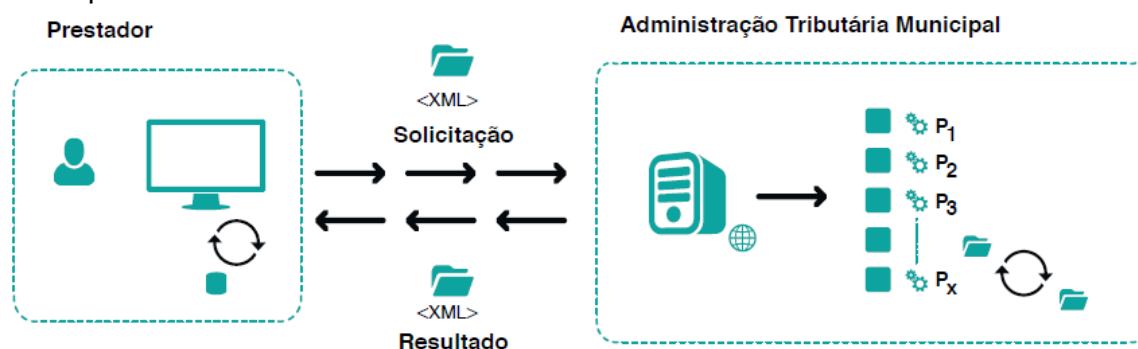 Prestador
Administração Tributária Municipal
<XML>
Solicitação
P1
P2
P3
Px
<XML>
Resultado